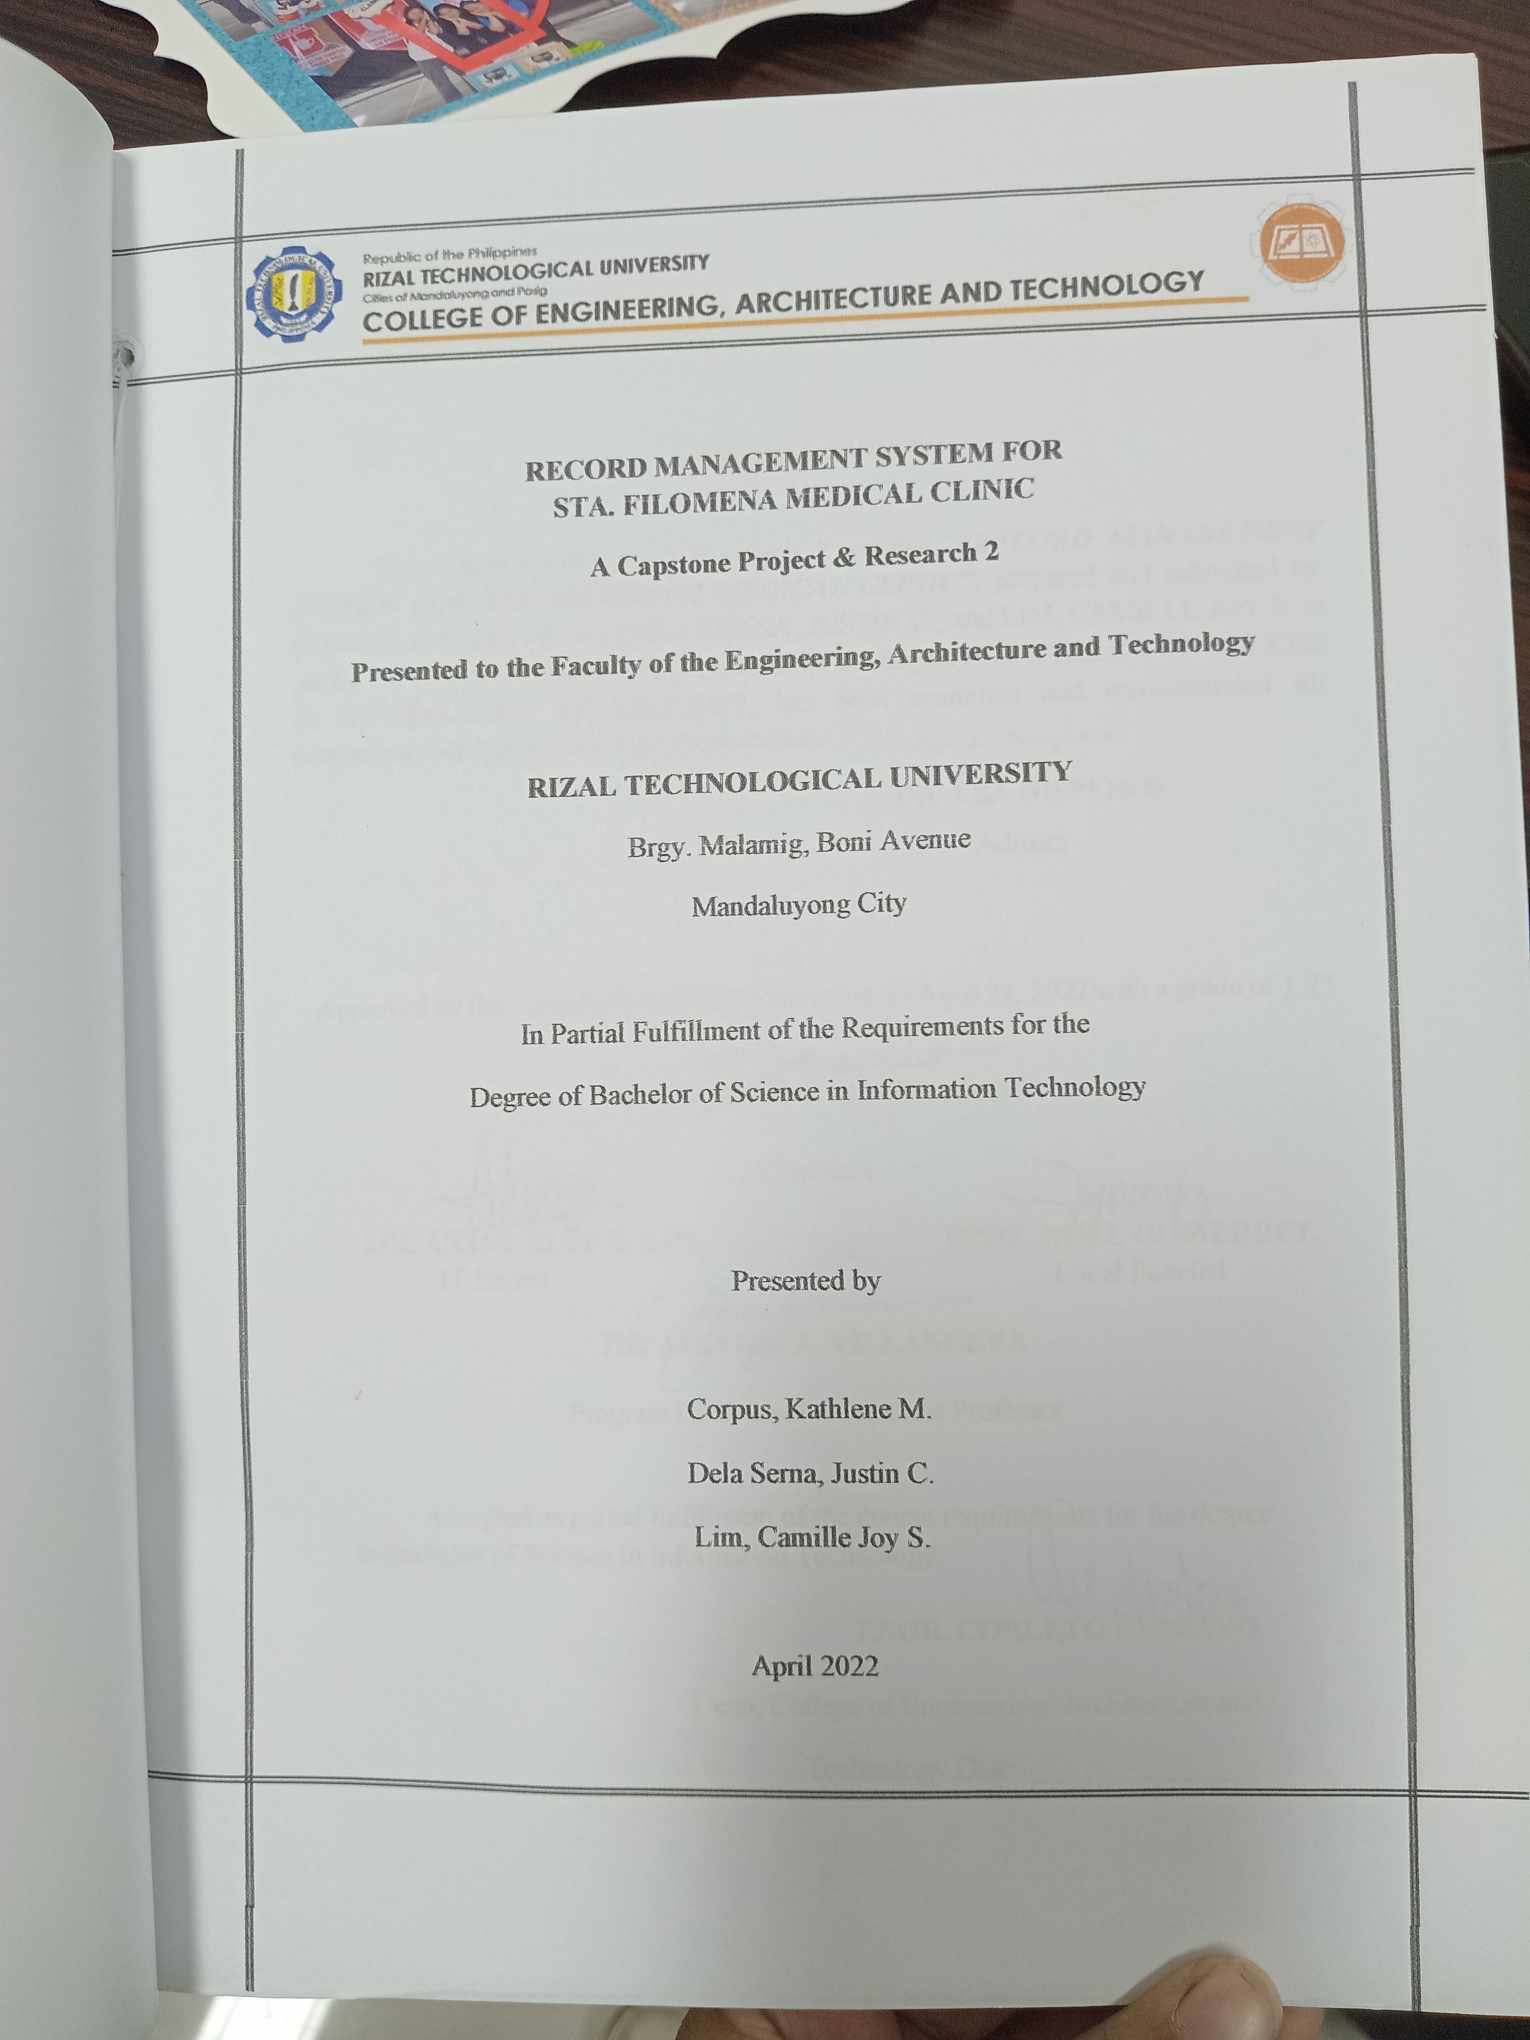 Republic of the Philippines
RIZAL TECHNOLOGICAL UNIVERSITY
Cities of Mandaluyong and Pasig
COLLEGE OF ENGINEERING, ARCHITECTURE AND TECHNOLOGY
RECORD MANAGEMENT SYSTEM FOR
STA. FILOMENA MEDICAL CLINIC
A Capstone Project & Research 2
Presented to the Faculty of the Engineering, Architecture and Technology
RIZAL TECHNOLOGICAL UNIVERSITY
Brgy. Malamig, Boni Avenue
Mandaluyong City
In Partial Fulfillment of the Requirements for the
Degree of Bachelor of Science in Information Technology
Presented by
Corpus, Kathlene M.
Dela Serna, Justin C.
Lim, Camille Joy S.
April 2022